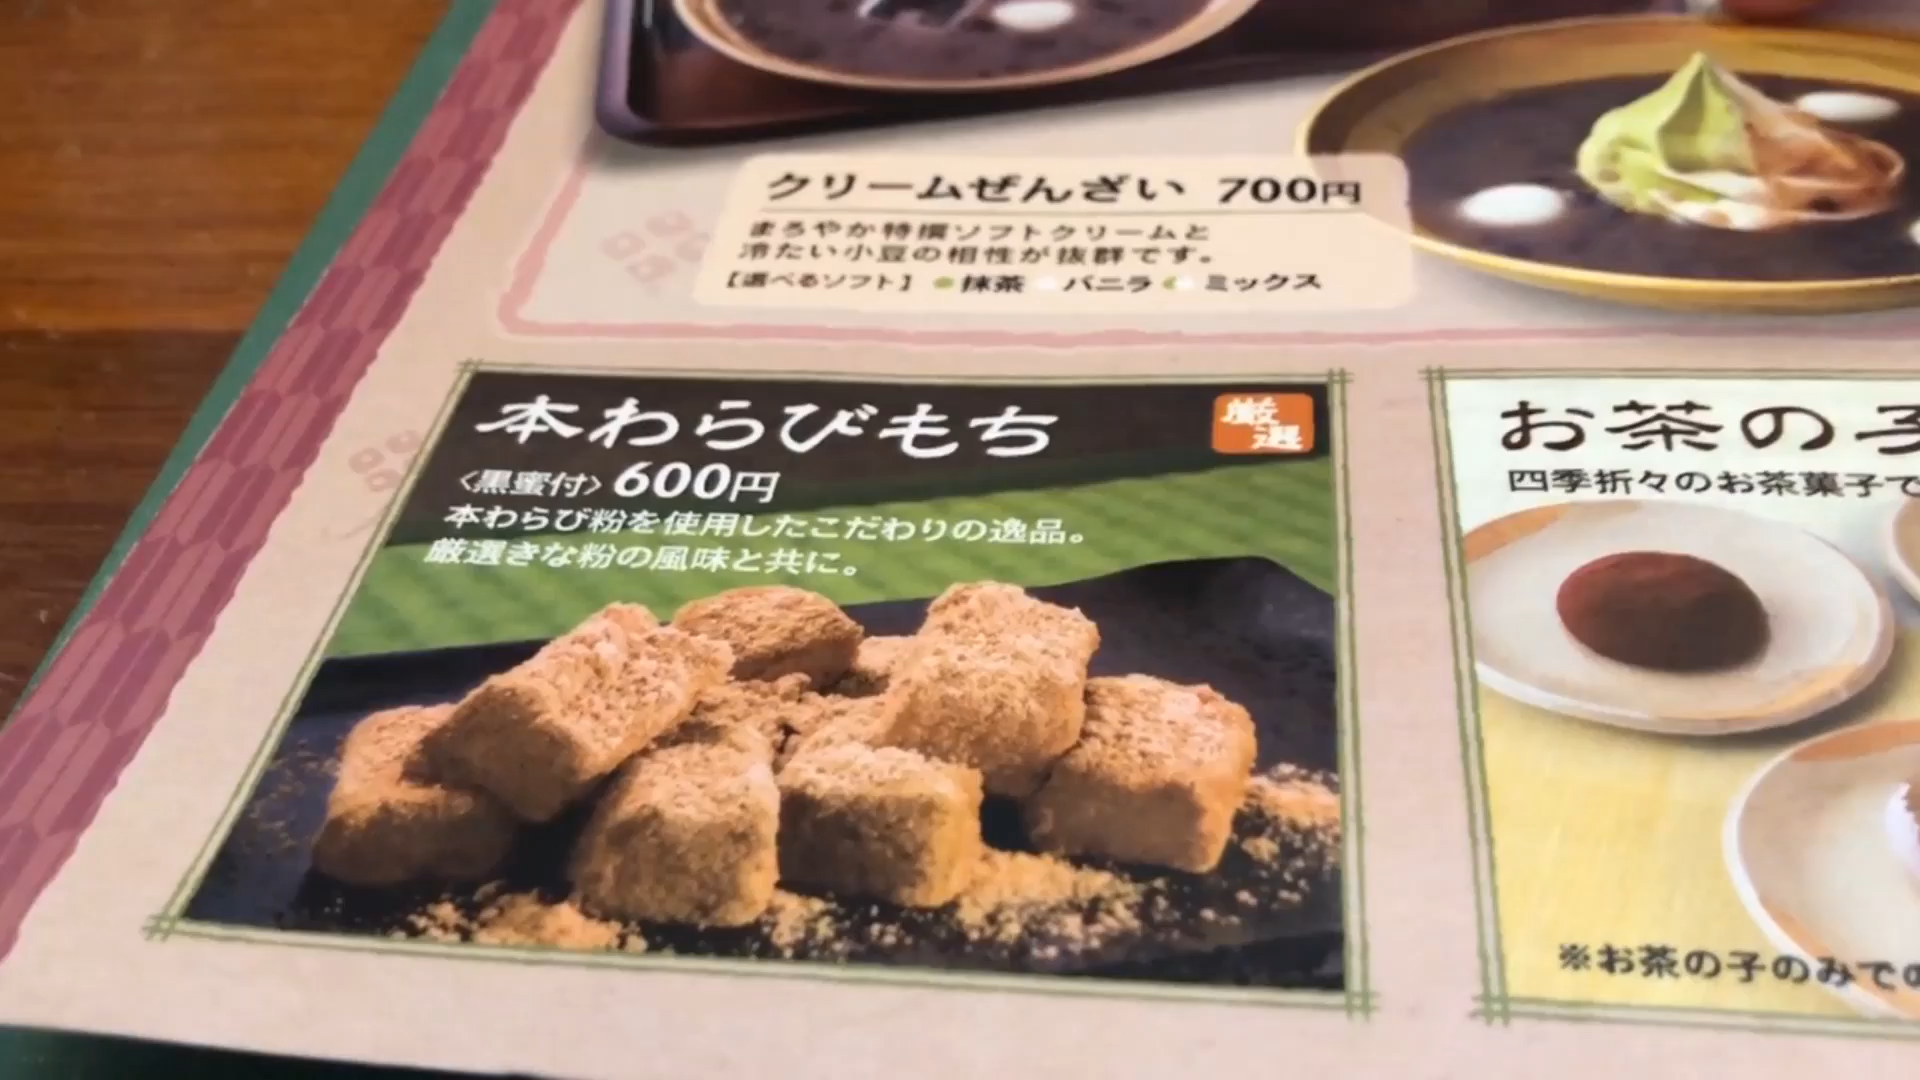 クリームぜんざい 700円
まろやか特撰ソフトクリームと
冷たい小豆の相性が抜群です。
【選べるソフト】 抹茶 バニラ ミックス
本わらびもち
厳選
〈黒蜜付〉600円
本わらび粉を使用したこだわりの逸品。
厳選きな粉の風味と共に。
お茶の子
四季折々のお茶菓子で
※お茶の子のみでの